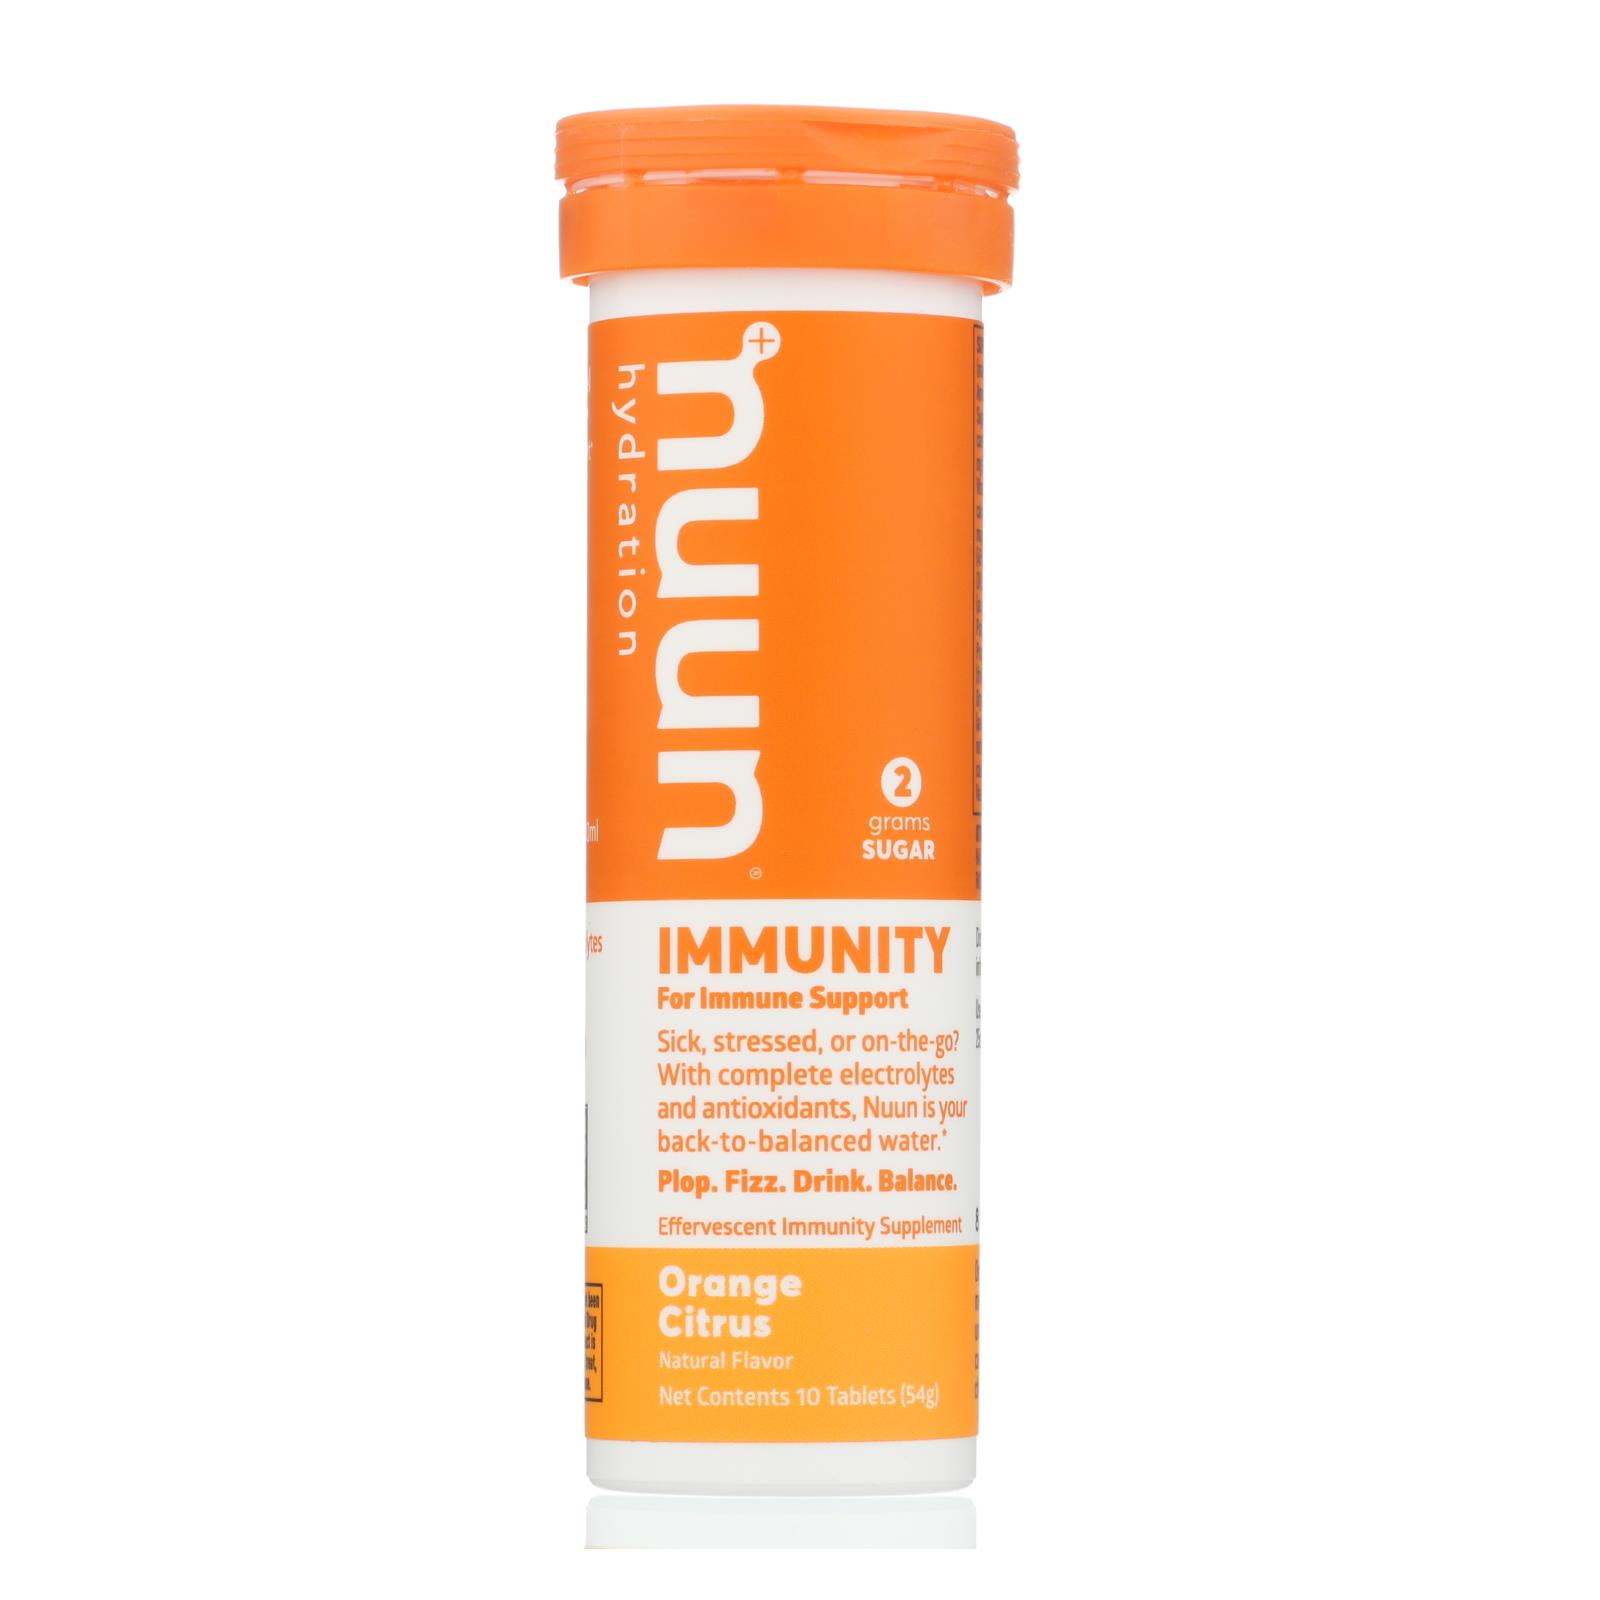 nuun
hydration
2
grams
SUGAR
IMMUNITY
For Immune Support
Sick, stressed, or on-the-go?
With complete electrolytes
and antioxidants, Nuun is your
back-to-balanced water.*
Plop. Fizz. Drink. Balance.
Effervescent Immunity Supplement
Orange
Citrus
Natural Flavor
Net Contents 10 Tablets (54g)